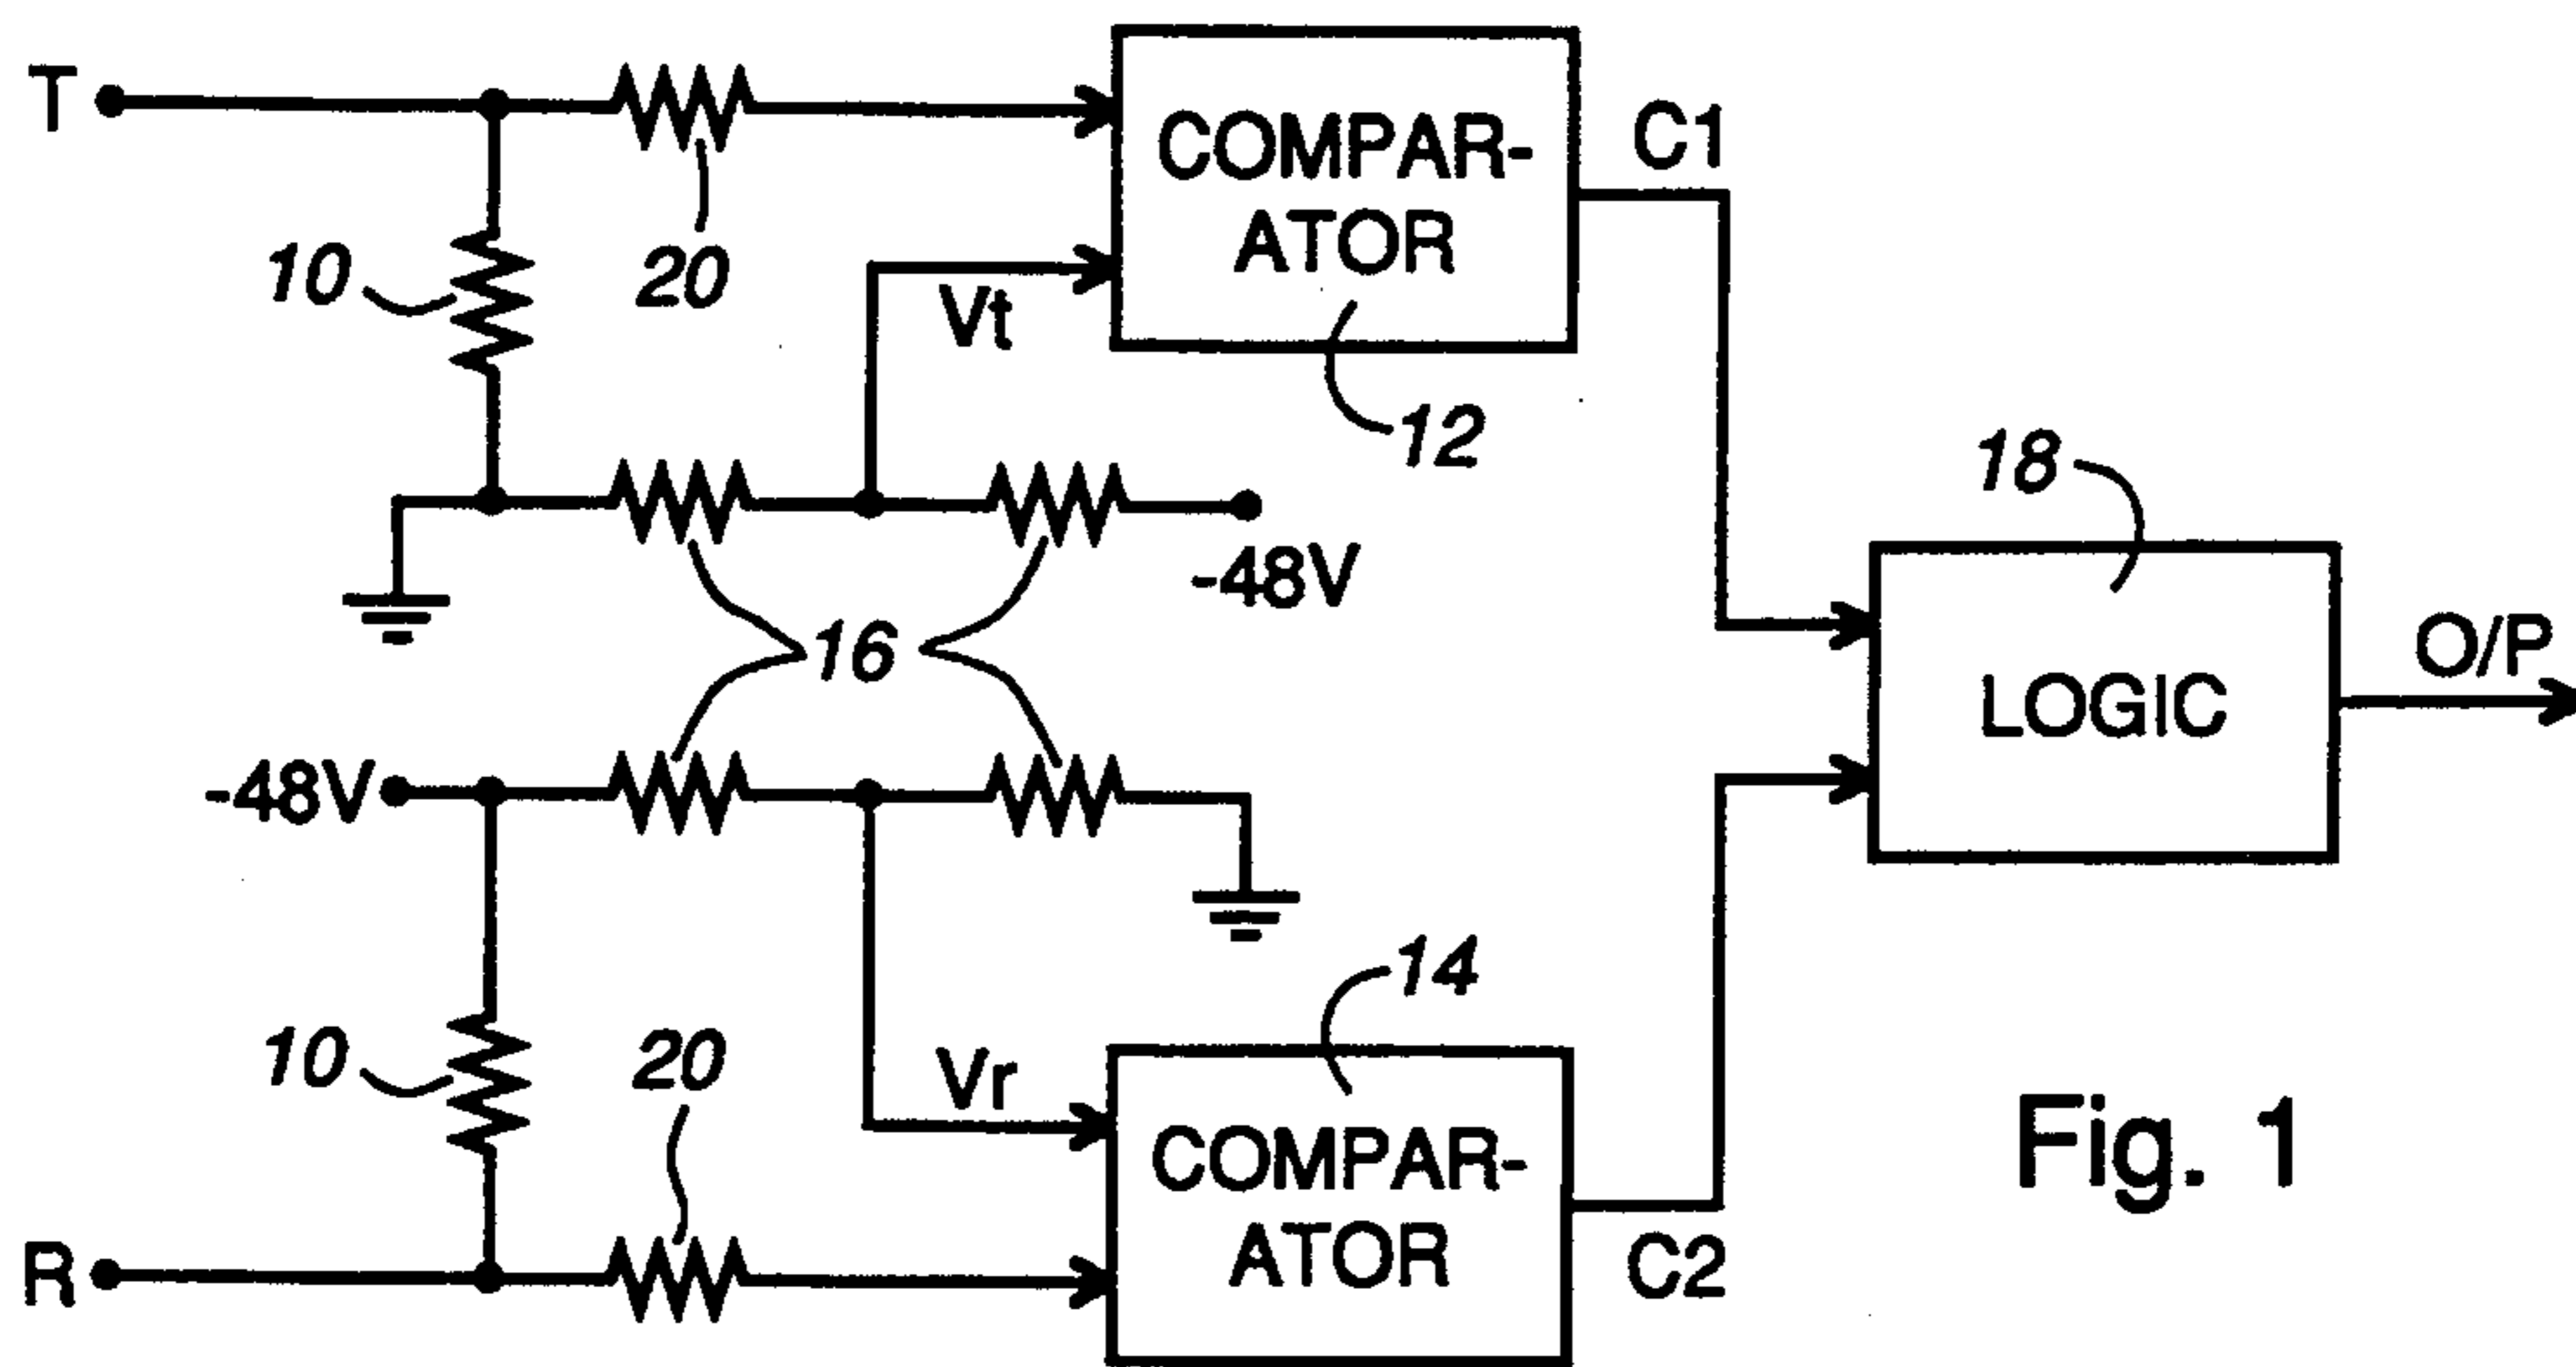 T
COMPAR-
ATOR
C1
10
20
Vt
12
18
-48V
16
LOGIC
O/P
-48V
14
10
20
Vr
COMPAR-
ATOR
Fig. 1
R
C2